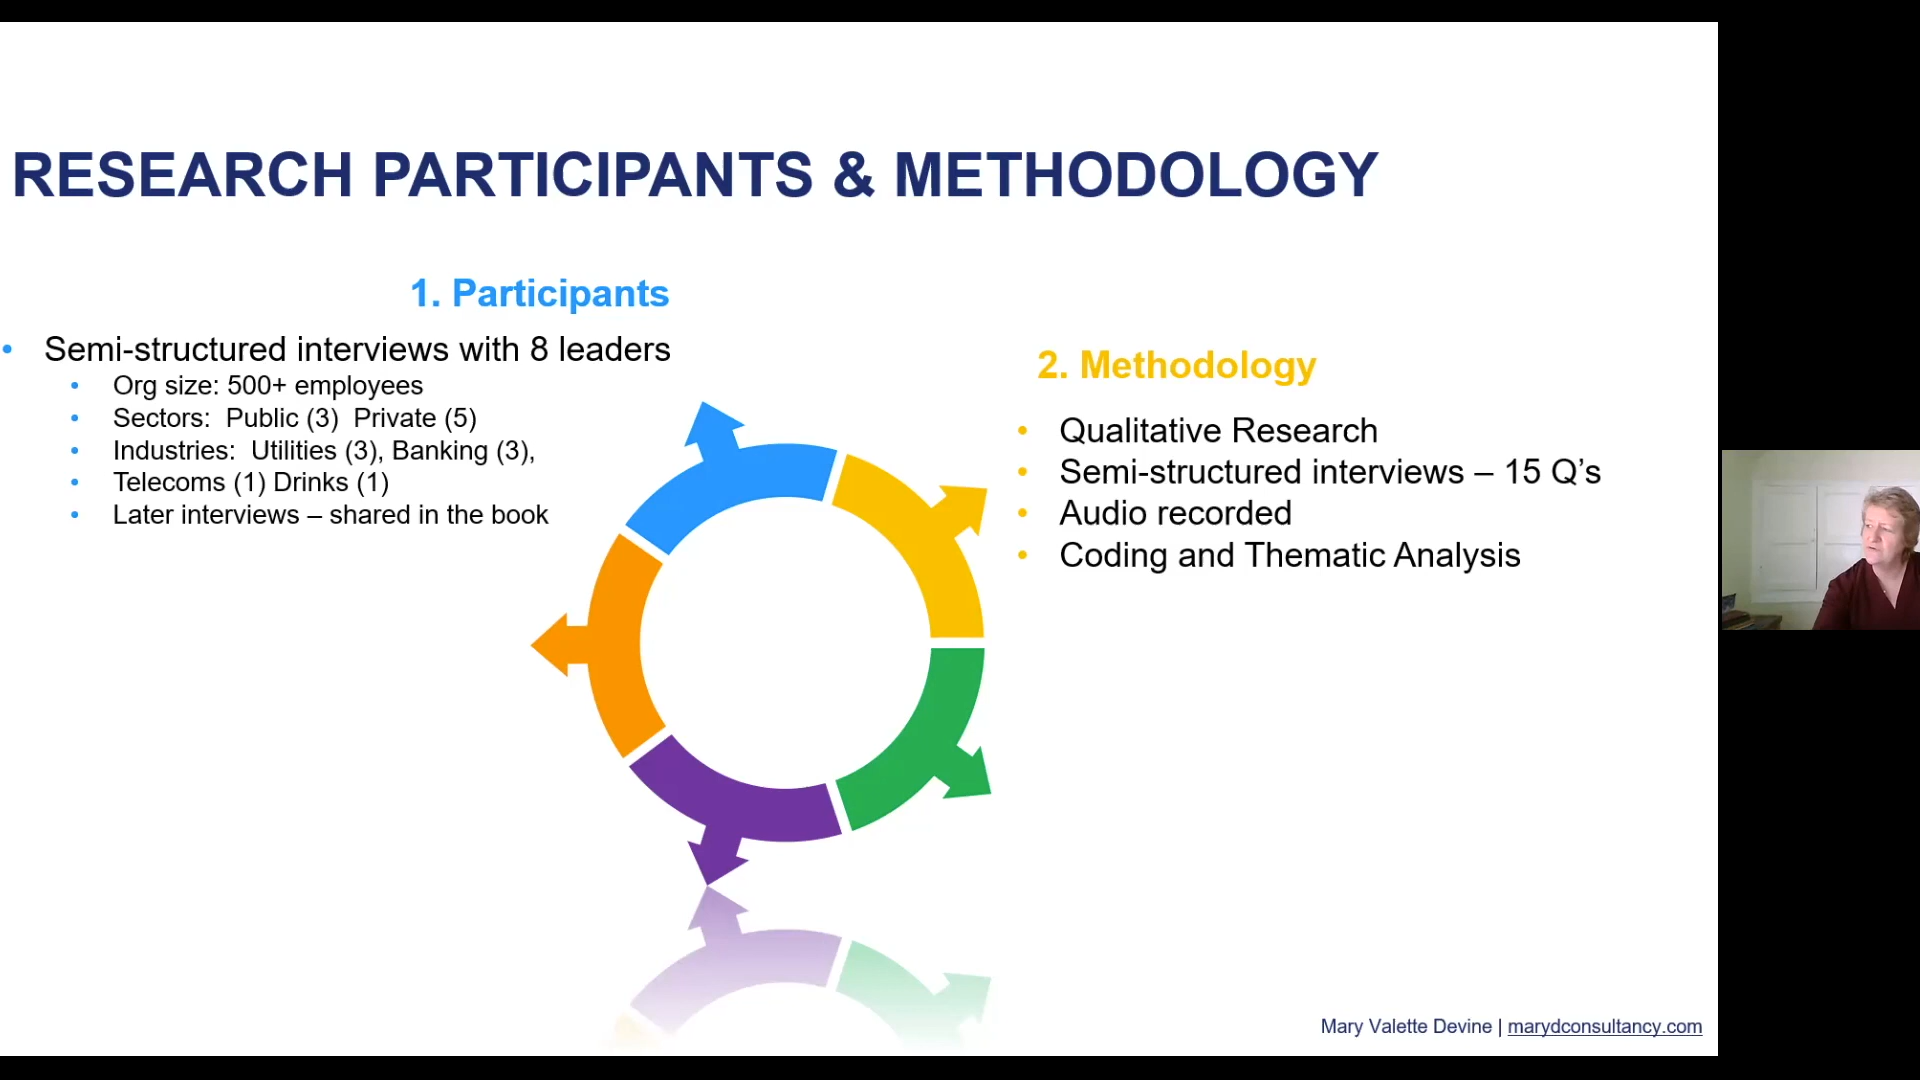 RESEARCH PARTICIPANTS & METHODOLOGY
1. Participants
• Semi-structured interviews with 8 leaders
• Org size: 500+ employees
• Sectors:  Public (3)  Private (5)
• Industries:  Utilities (3), Banking (3),
• Telecoms (1) Drinks (1)
• Later interviews – shared in the book
2. Methodology
• Qualitative Research
• Semi-structured interviews – 15 Q’s
• Audio recorded
• Coding and Thematic Analysis
Mary Valette Devine | marydconsultancy.com